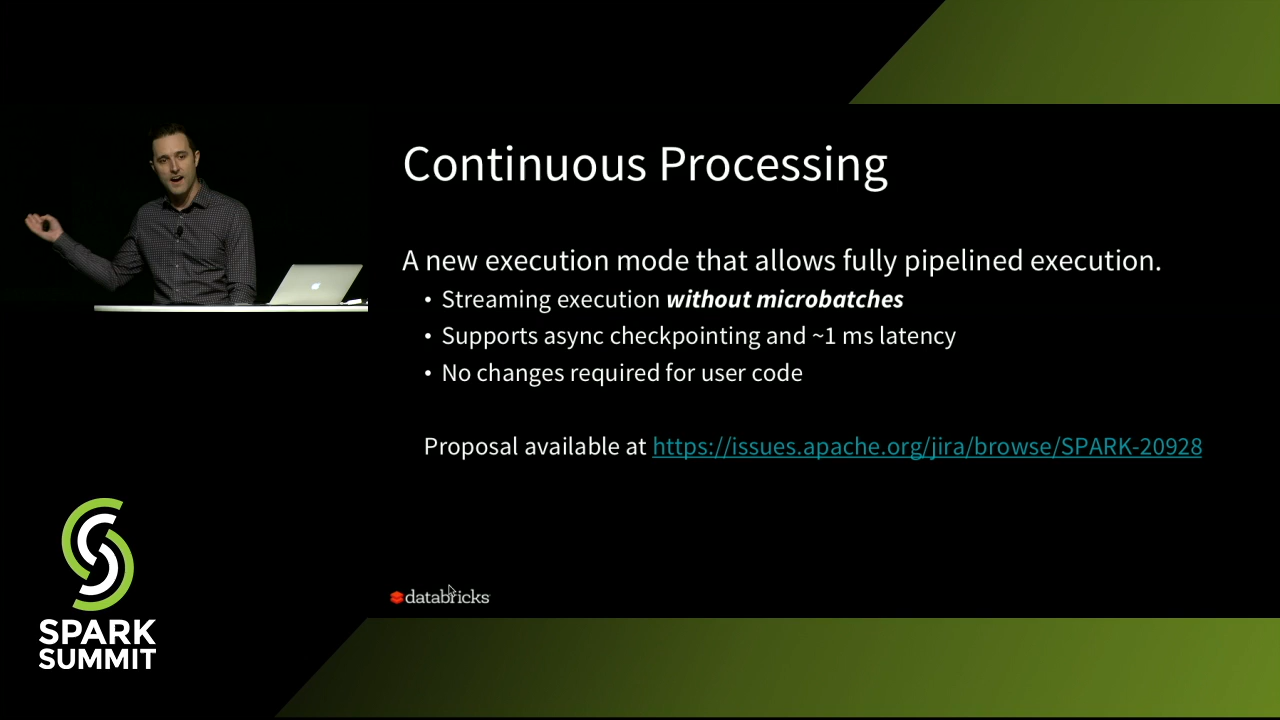 Continuous Processing
A new execution mode that allows fully pipelined execution.
• Streaming execution without microbatches
• Supports async checkpointing and ~1 ms latency
• No changes required for user code
Proposal available at https://issues.apache.org/jira/browse/SPARK-20928
databricks
SPARK
SUMMIT